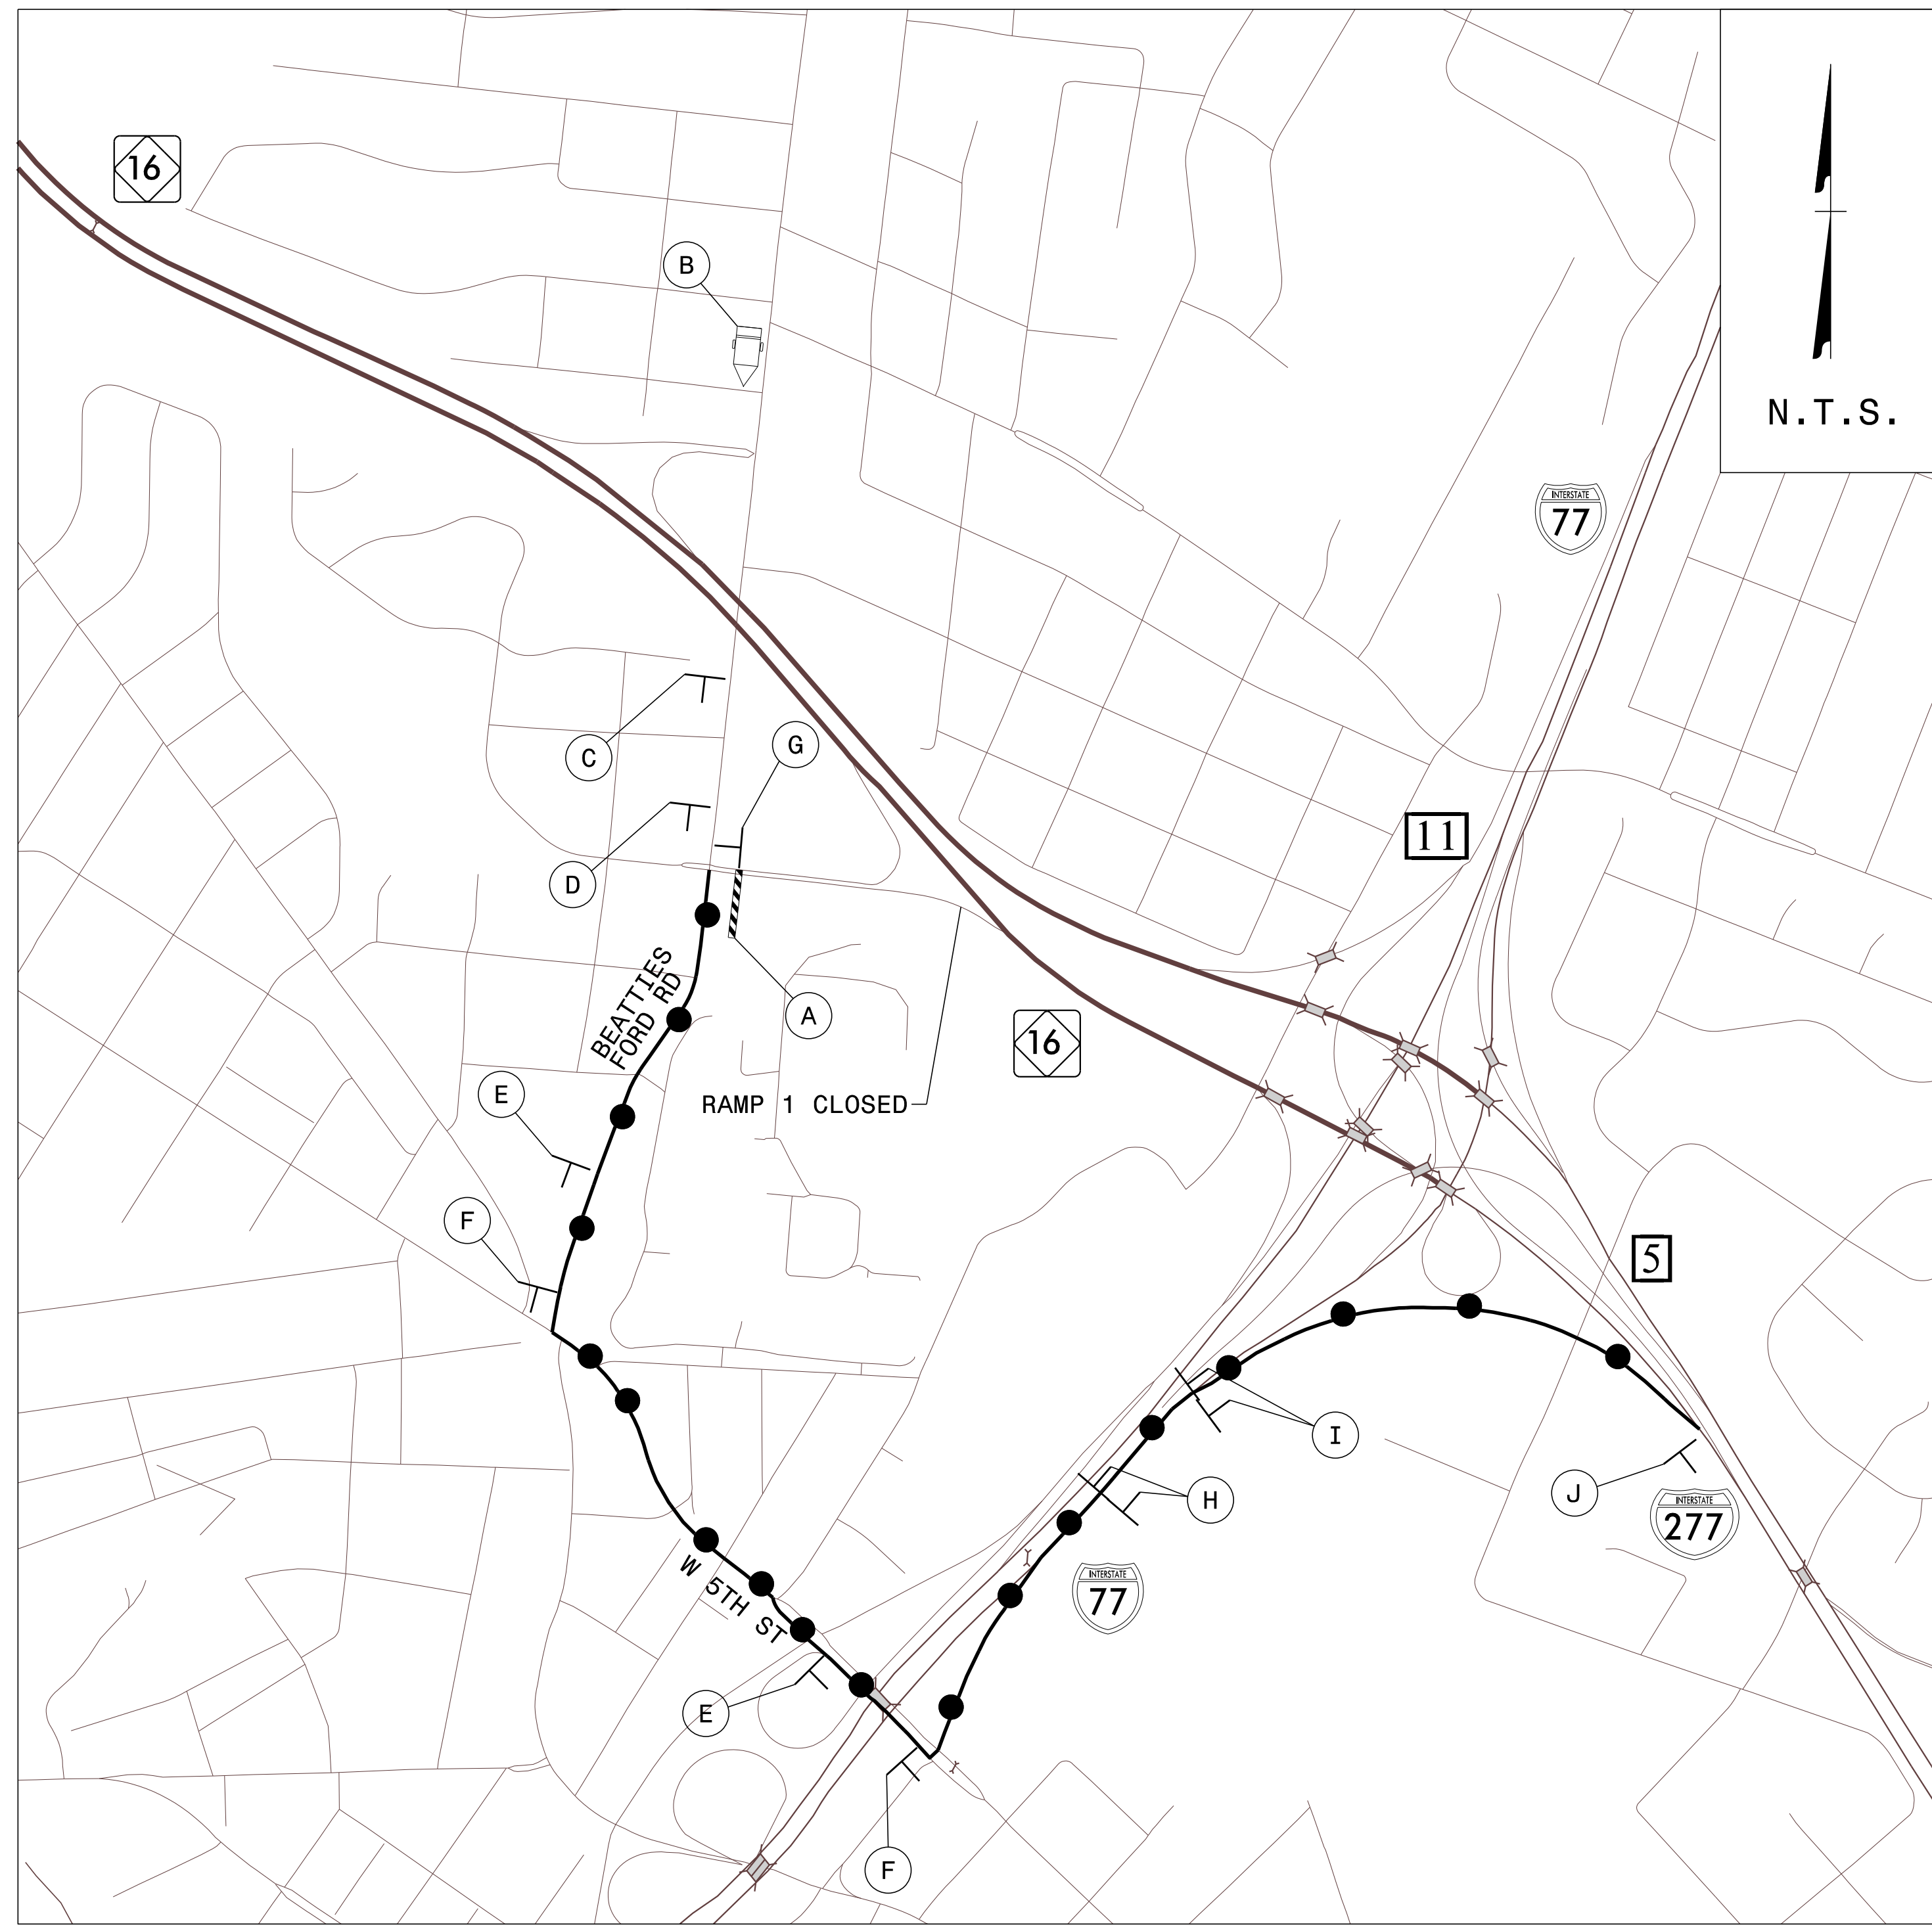 16
B
N.T.S.
INTERSTATE
77
C
G
11
D
BEATTIES
FORD RD
A
16
E
RAMP 1 CLOSED
F
5
I
J
H
INTERSTATE
277
INTERSTATE
77
W 5TH ST
E
F